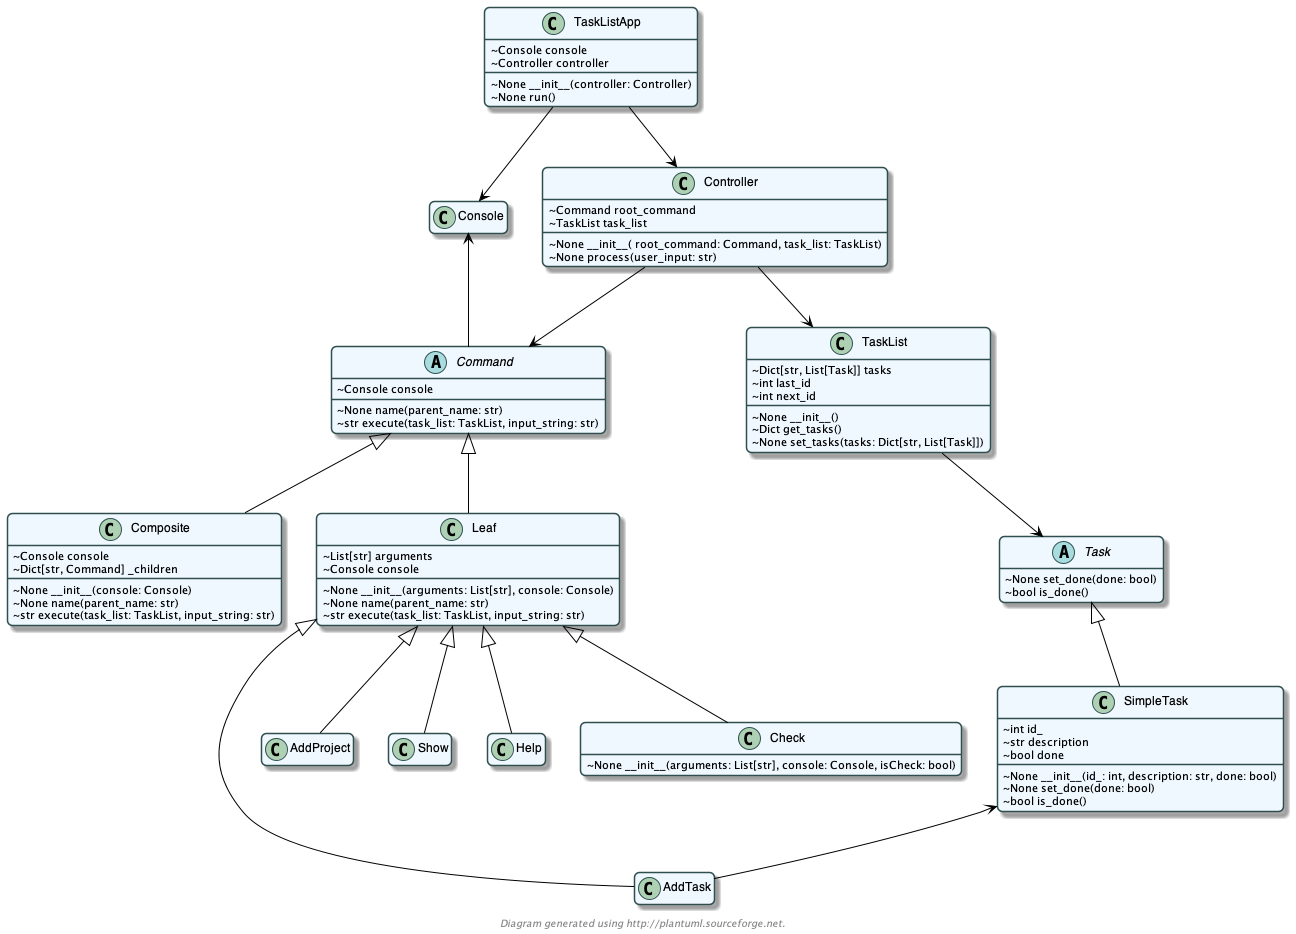 C TaskListApp
~Console console
~Controller controller
~None __init__(controller: Controller)
~None run()
C Console
C Controller
~Command root_command
~TaskList task_list
~None __init__( root_command: Command, task_list: TaskList)
~None process(user_input: str)
A Command
~Console console
~None name(parent_name: str)
~str execute(task_list: TaskList, input_string: str)
C TaskList
~Dict[str, List[Task]] tasks
~int last_id
~int next_id
~None __init__()
~Dict get_tasks()
~None set_tasks(tasks: Dict[str, List[Task]])
C Composite
~Console console
~Dict[str, Command] _children
~None __init__(console: Console)
~None name(parent_name: str)
~str execute(task_list: TaskList, input_string: str)
C Leaf
~List[str] arguments
~Console console
~None __init__(arguments: List[str], console: Console)
~None name(parent_name: str)
~str execute(task_list: TaskList, input_string: str)
A Task
~None set_done(done: bool)
~bool is_done()
C AddProject
C Show
C Help
C Check
~None __init__(arguments: List[str], console: Console, isCheck: bool)
C SimpleTask
~int id_
~str description
~bool done
~None __init__(id_: int, description: str, done: bool)
~None set_done(done: bool)
~bool is_done()
C AddTask
Diagram generated using http://plantuml.sourceforge.net.